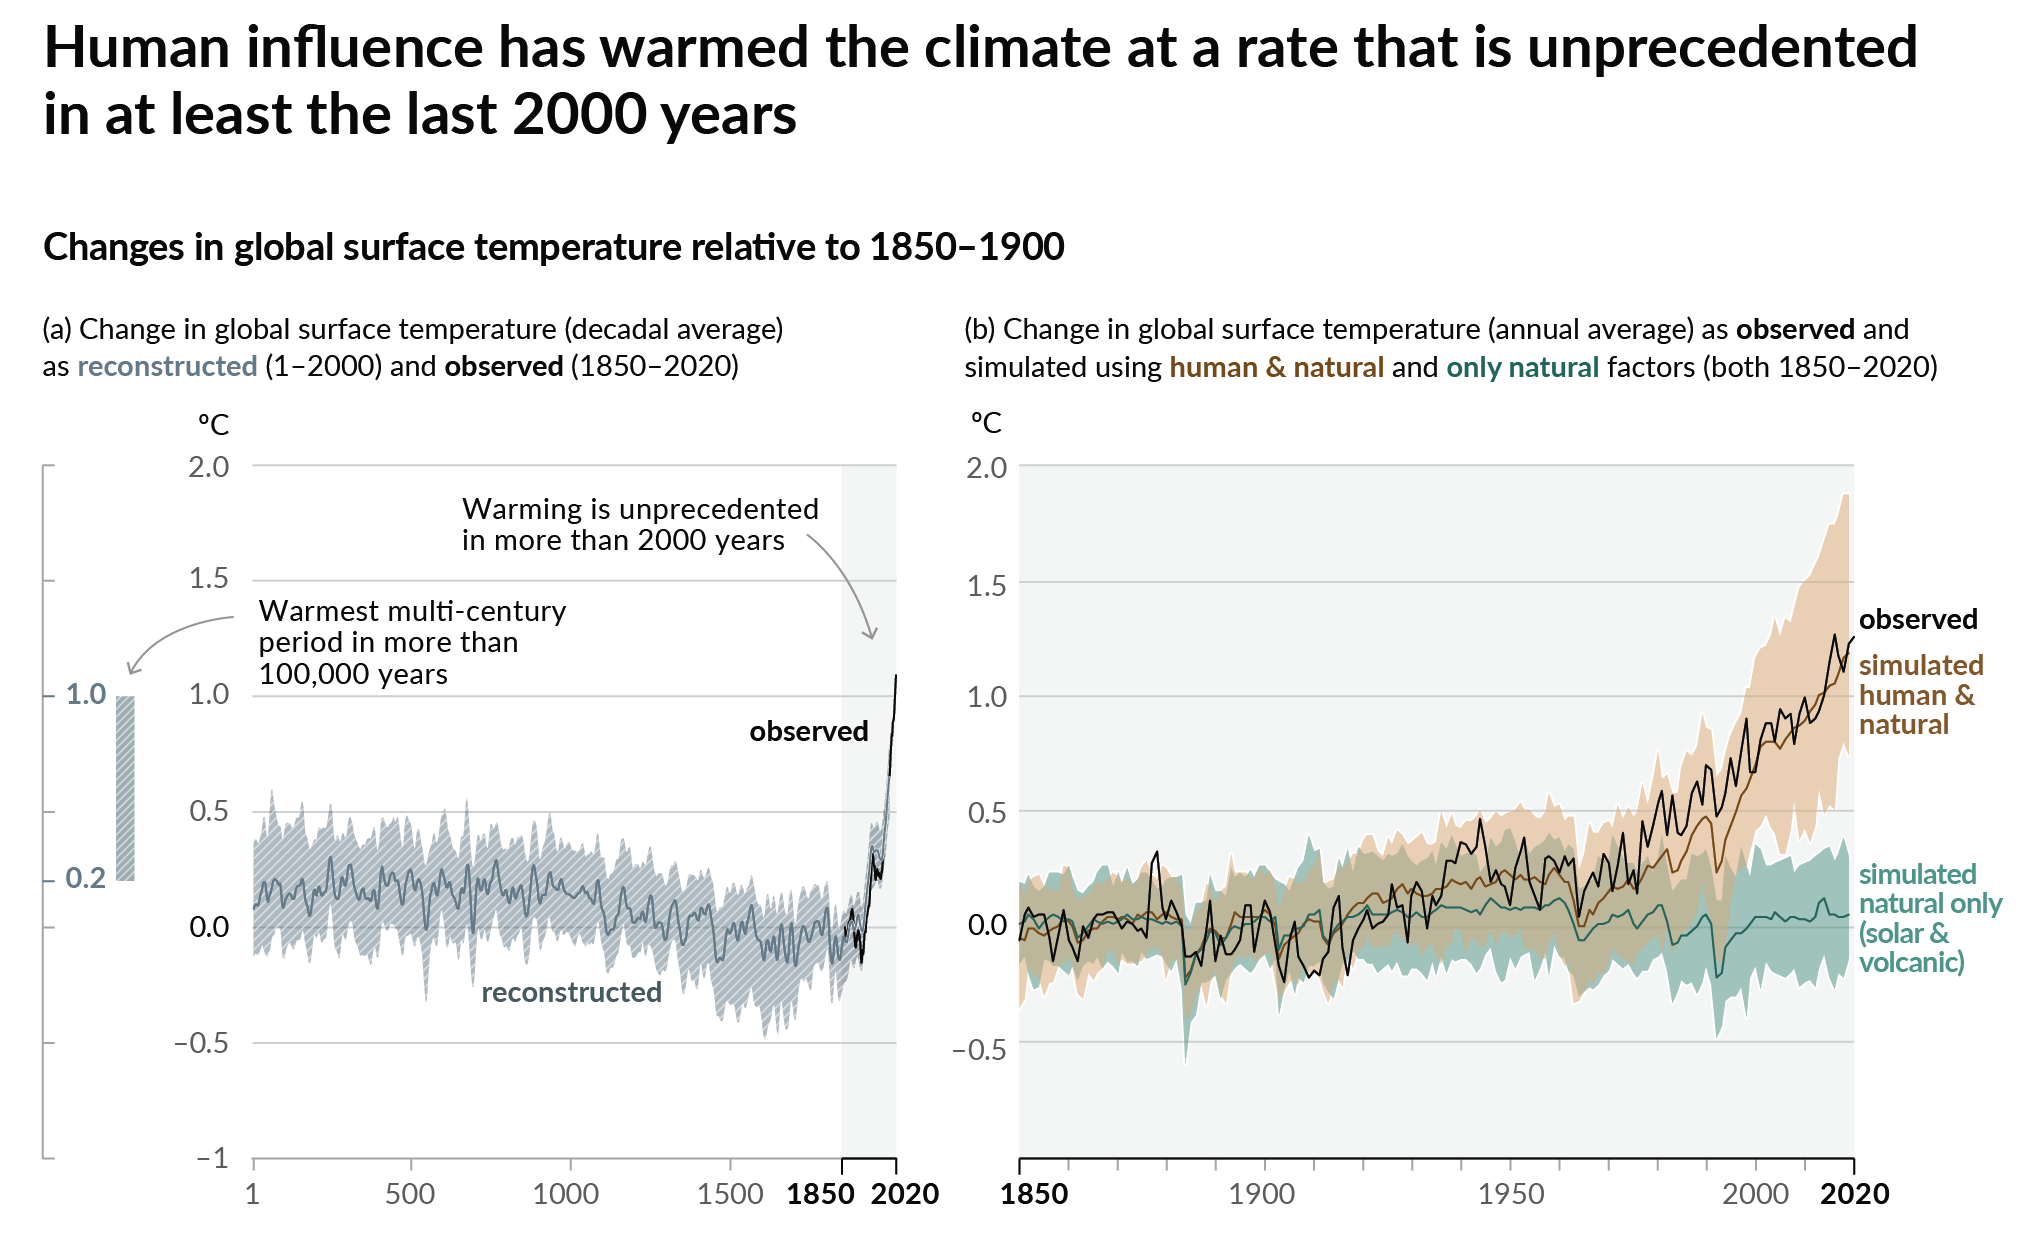 Human influence has warmed the climate at a rate that is unprecedented
in at least the last 2000 years
Changes in global surface temperature relative to 1850–1900
(a) Change in global surface temperature (decadal average)
as reconstructed (1–2000) and observed (1850–2020)
ºC
2.0
1.5
1.0
0.5
0.0
–0.5
–1
1.0
0.2
Warming is unprecedented
in more than 2000 years
Warmest multi-century
period in more than
100,000 years
observed
reconstructed
1
500
1000
1500
1850
2020
(b) Change in global surface temperature (annual average) as observed and
simulated using human & natural and only natural factors (both 1850–2020)
ºC
2.0
1.5
1.0
0.5
0.0
–0.5
observed
simulated
human &
natural
simulated
natural only
(solar &
volcanic)
1850
1900
1950
2000
2020